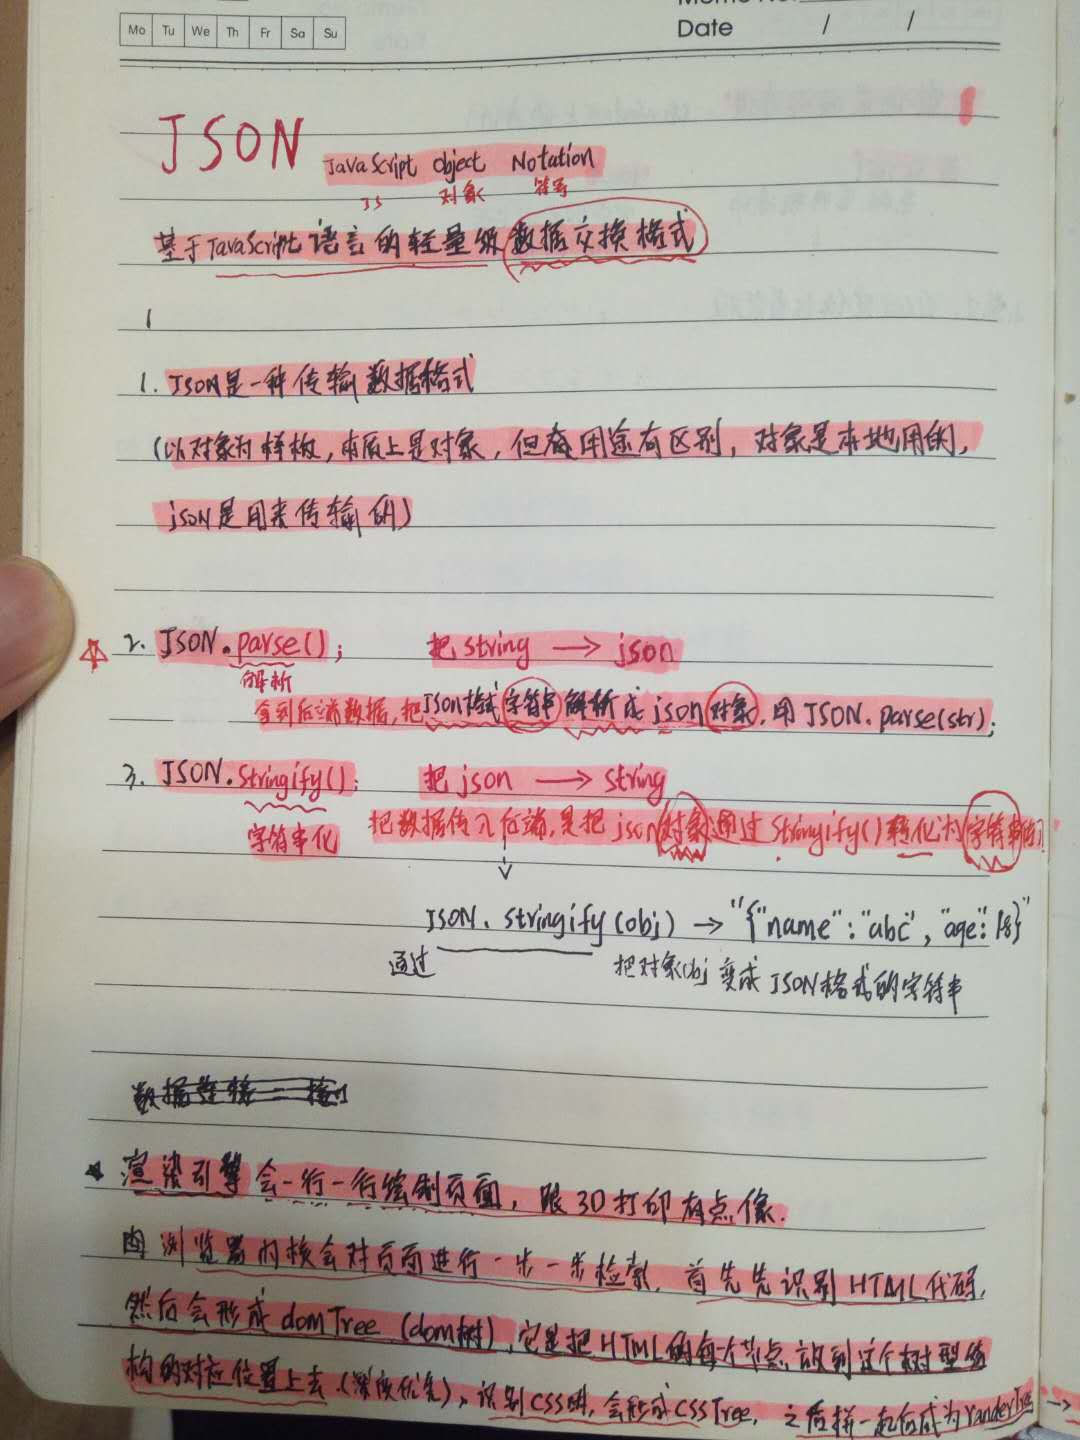 Memo No.
Mo Tu We Th Fr Sa Su
Date / /
JSON JavaScript Object Notation
JS 对象 符号
基于JavaScript语言的轻量级数据交换格式
1
1. JSON是一种传输数据格式
(以对象为样板,本质上是对象,但在用途有区别,对象是本地用的,
json是用来传输的)
2. JSON.parse(); 把string → json
解析
拿到后端数据,把JSON格式字符串解析成json对象,用JSON.parse(str);
3. JSON.stringify(); 把json → string
字符串化 把数据传入后端,是把json对象通过stringify()转化为字符串的
JSON.stringify(obj) → "{"name":"abc","age":18}"
通过 把对象obj变成JSON格式的字符串
渲染引擎会一行一行绘制页面,跟3D打印有点像.
浏览器内核会对页面进行一步一步检索,首先先识别HTML代码,
然后会形成domTree(dom树),它是把HTML的每个节点放到这个树型结
构的对应位置上去(深度优先),识别CSS时,会形成CSSTree,之后拼一起后成为randerTree →